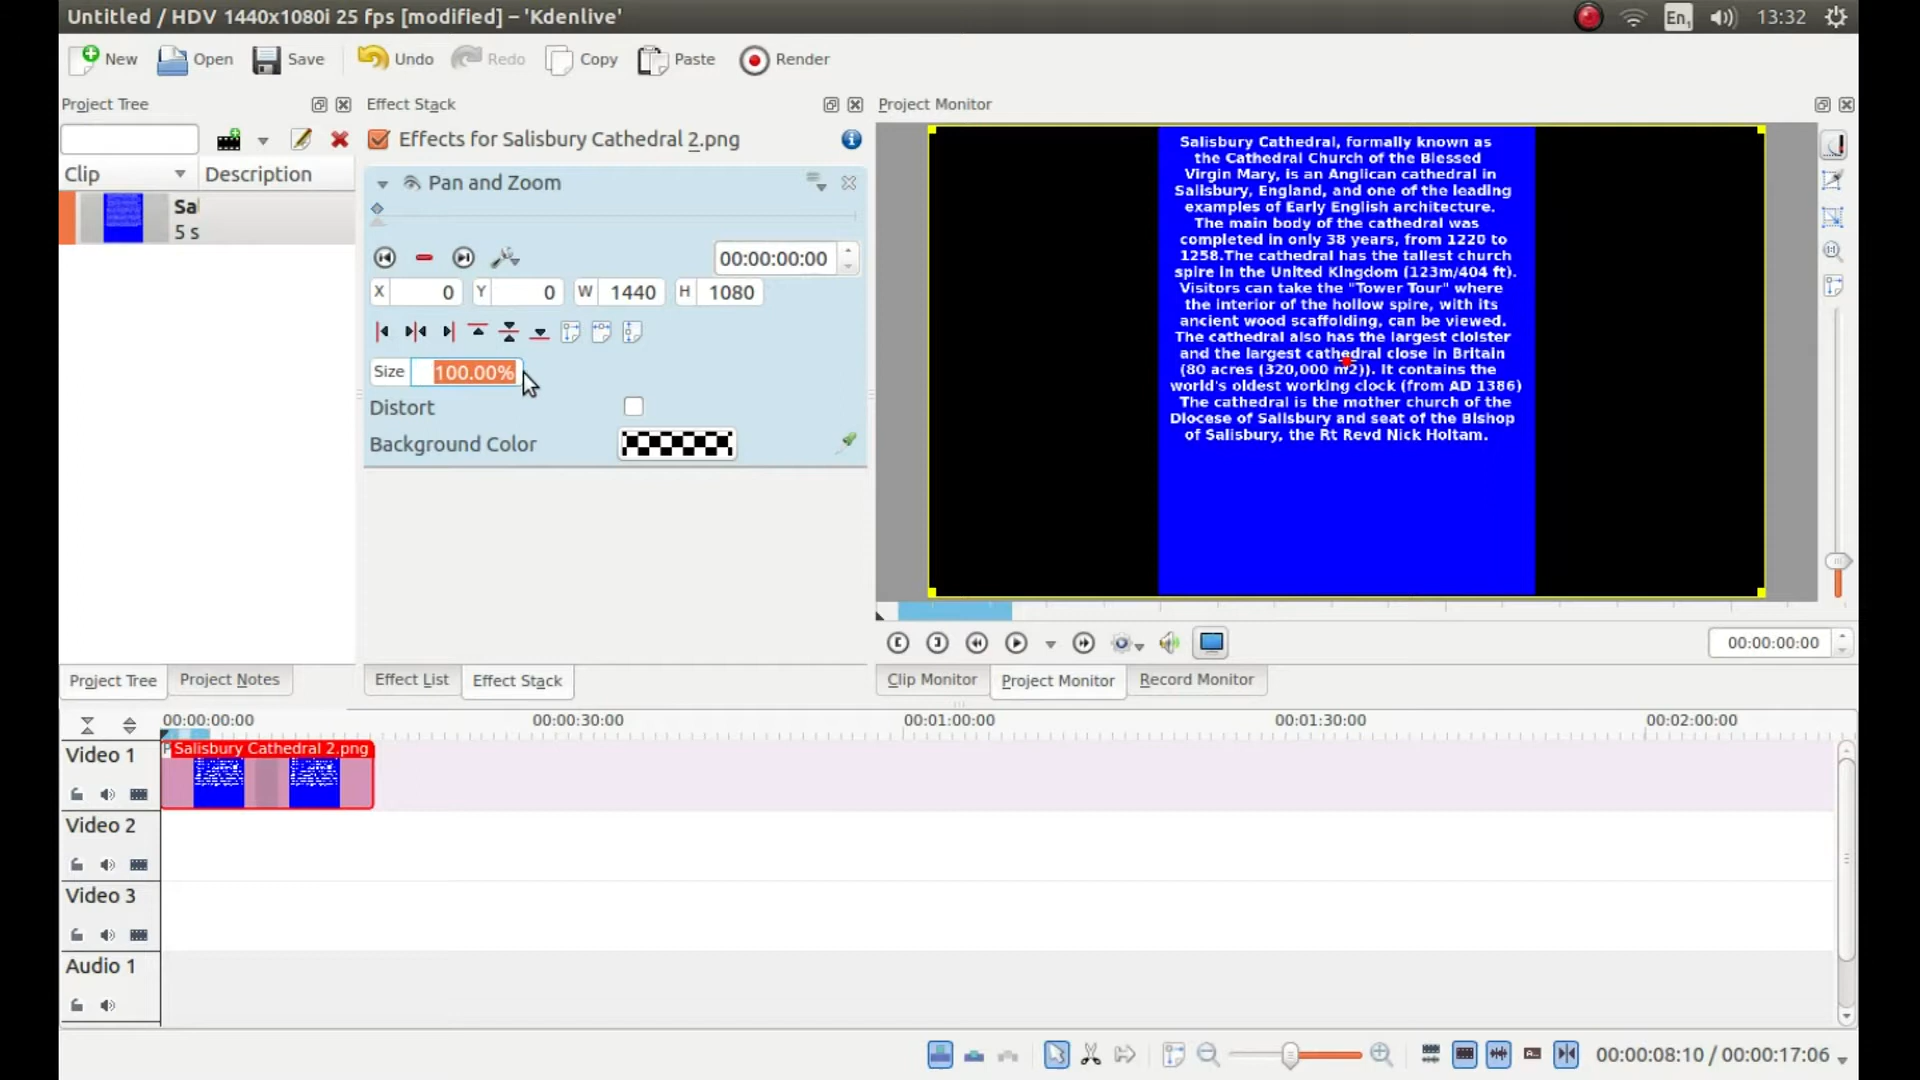 Untitled / HDV 1440x1080i 25 fps [modified] – 'Kdenlive'
En1
13:32
New
Open
Save
Undo
Redo
Copy
Paste
Render
Project Tree
Effect Stack
Project Monitor
Effects for Salisbury Cathedral 2.png
Clip
Description
Sa
5 s
Pan and Zoom
00:00:00:00
X 0 Y 0 W 1440 H 1080
Size 100.00%
Distort
Background Color
Salisbury Cathedral, formally known as
the Cathedral Church of the Blessed
Virgin Mary, is an Anglican cathedral in
Salisbury, England, and one of the leading
examples of Early English architecture.
The main body of the cathedral was
completed in only 38 years, from 1220 to
1258.The cathedral has the tallest church
spire in the United Kingdom (123m/404 ft).
Visitors can take the "Tower Tour" where
the interior of the hollow spire, with its
ancient wood scaffolding, can be viewed.
The cathedral also has the largest cloister
and the largest cathedral close in Britain
(80 acres (320,000 m2)). It contains the
world's oldest working clock (from AD 1386)
The cathedral is the mother church of the
Diocese of Salisbury and seat of the Bishop
of Salisbury, the Rt Revd Nick Holtam.
00:00:00:00
Project Tree
Project Notes
Effect List
Effect Stack
Clip Monitor
Project Monitor
Record Monitor
00:00:00:00
00:00:30:00
00:01:00:00
00:01:30:00
00:02:00:00
Video 1
Salisbury Cathedral 2.png
Video 2
Video 3
Audio 1
00:00:08:10 / 00:00:17:06